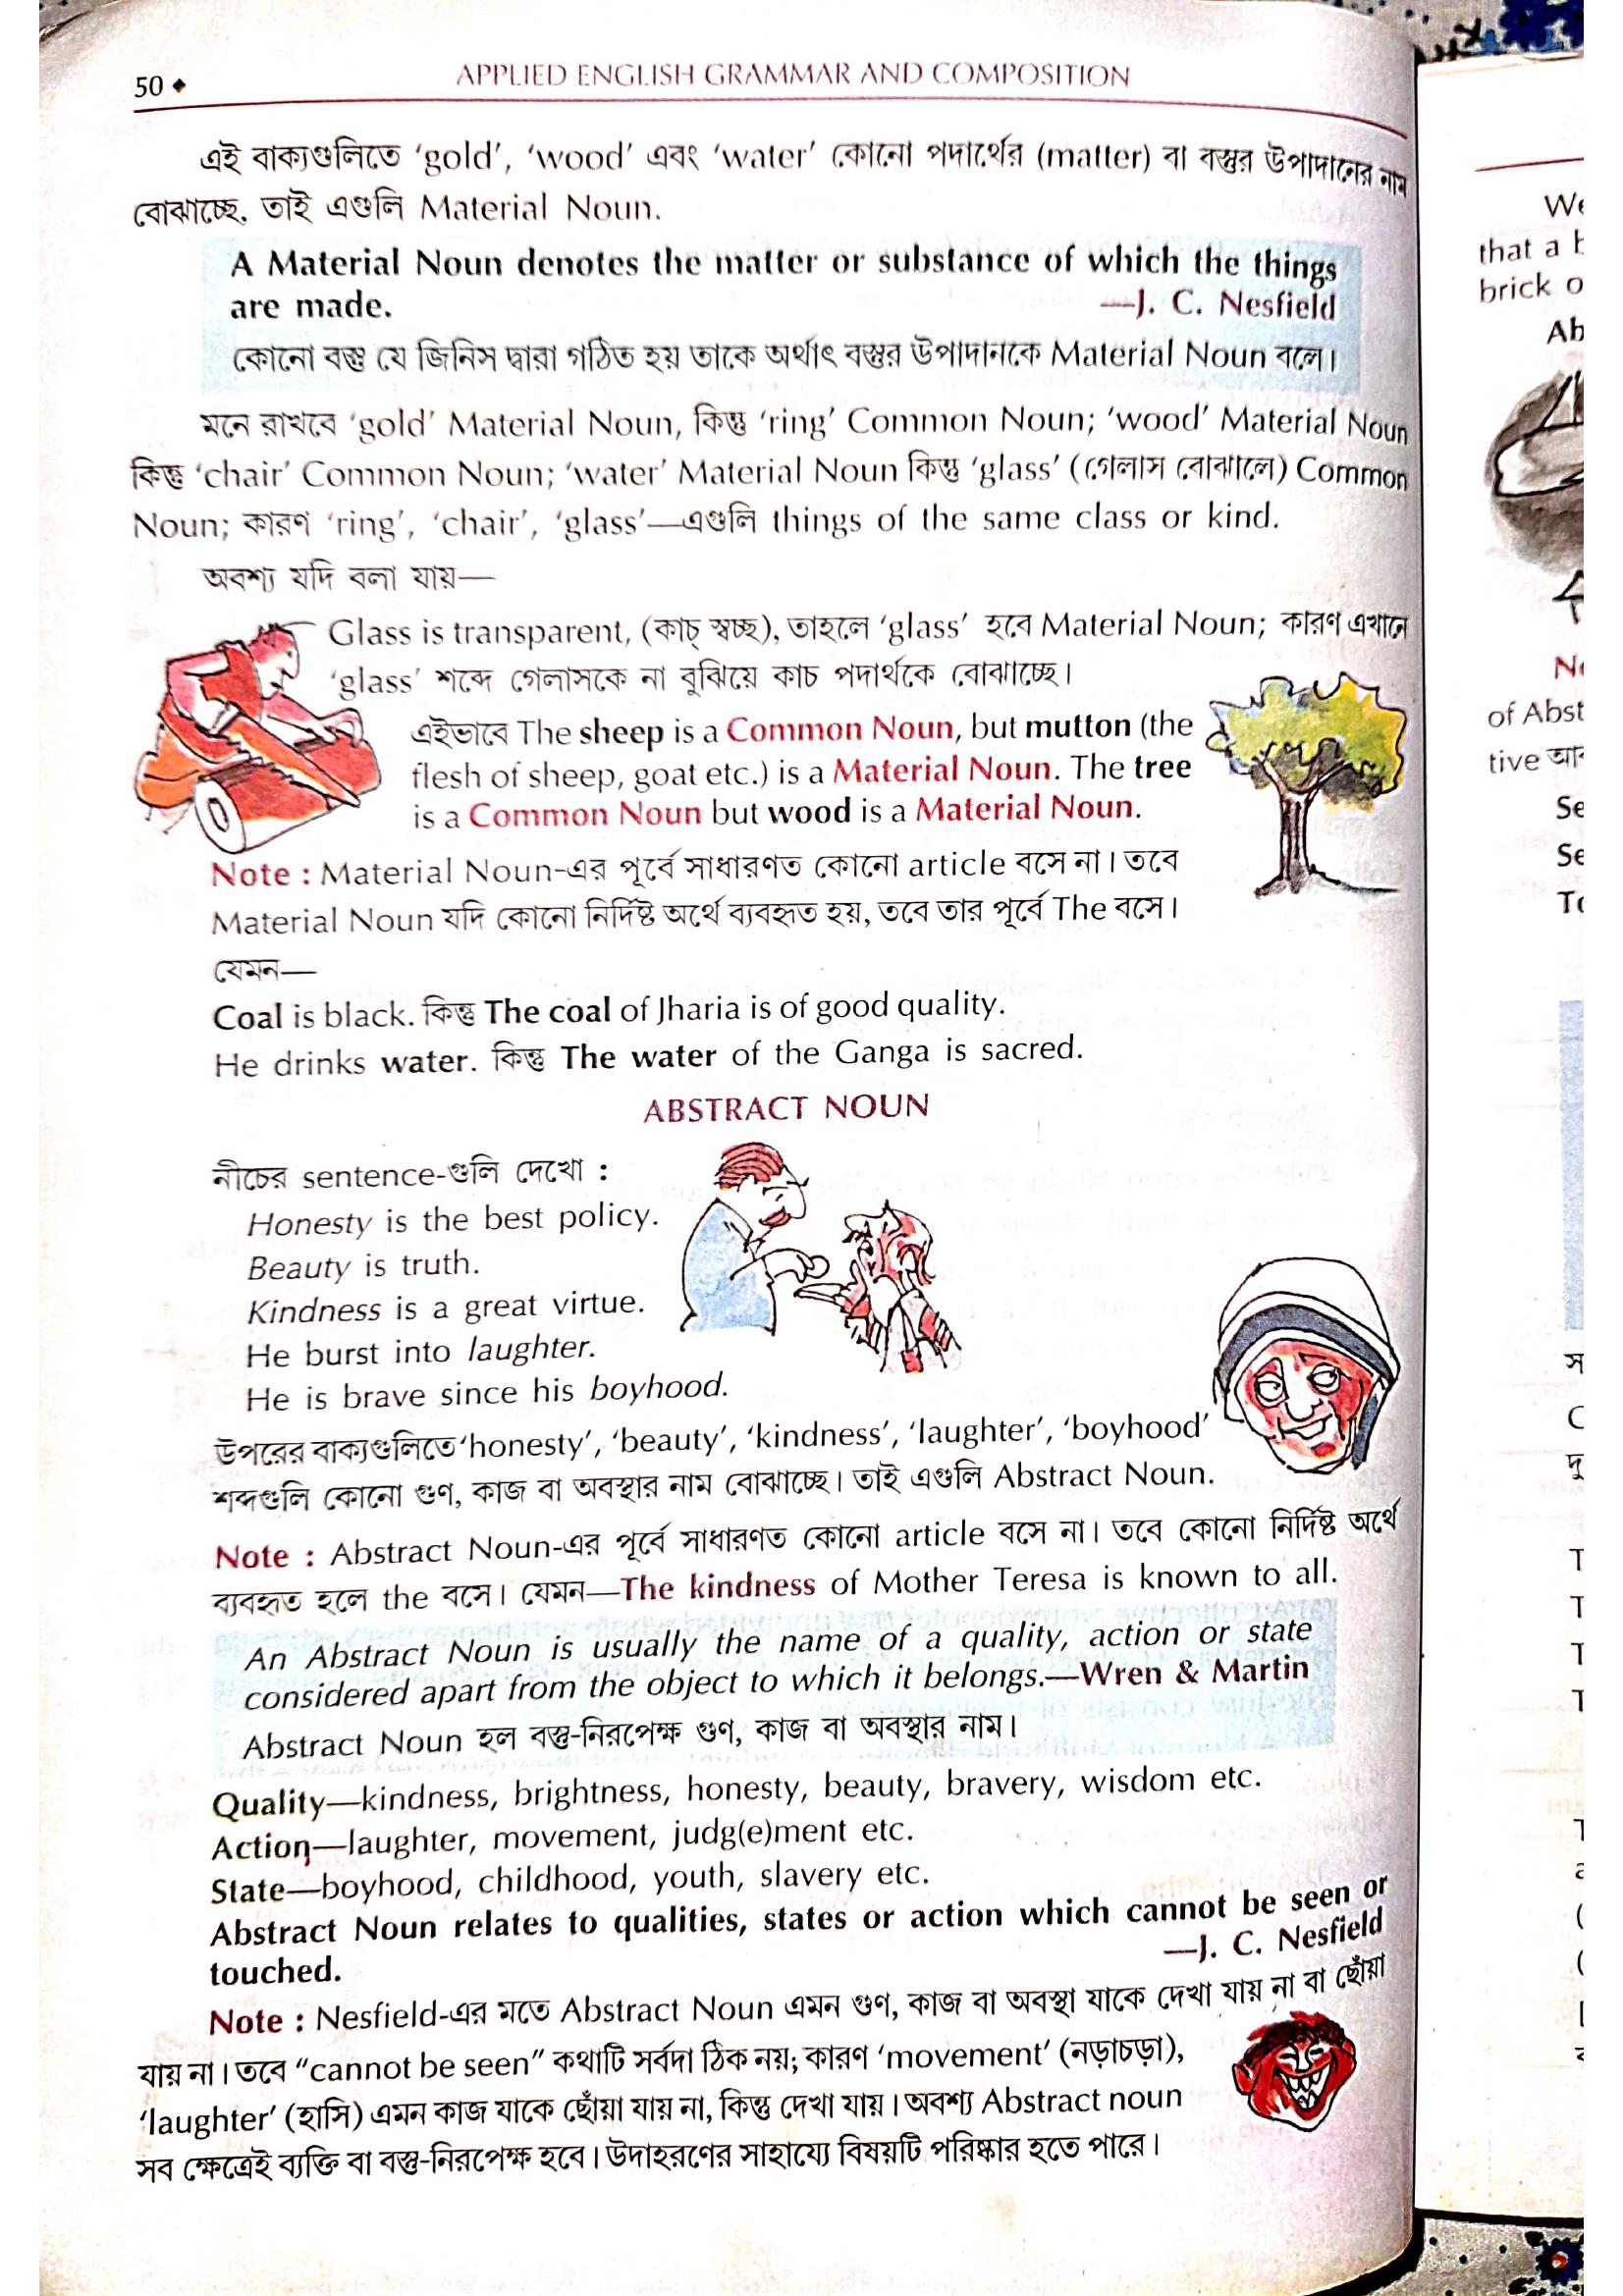 50 ◆ APPLIED ENGLISH GRAMMAR AND COMPOSITION
এই বাক্যগুলিতে ‘gold’, ‘wood’ এবং ‘water’ কোনো পদার্থের (matter) বা বস্তুর উপাদানের নাম
বোঝাচ্ছে, তাই এগুলি Material Noun.
A Material Noun denotes the matter or substance of which the things
are made. —J. C. Nesfield
কোনো বস্তু যে জিনিস দ্বারা গঠিত হয় তাকে অর্থাৎ বস্তুর উপাদানকে Material Noun বলে।
মনে রাখবে ‘gold’ Material Noun, কিন্তু ‘ring’ Common Noun; ‘wood’ Material Noun
কিন্তু ‘chair’ Common Noun; ‘water’ Material Noun কিন্তু ‘glass’ (গেলাস বোঝালে) Common
Noun; কারণ ‘ring’, ‘chair’, ‘glass’—এগুলি things of the same class or kind.
অবশ্য যদি বলা যায়—
Glass is transparent, (কাচ্ স্বচ্ছ), তাহলে ‘glass’ হবে Material Noun; কারণ এখানে
‘glass’ শব্দে গেলাসকে না বুঝিয়ে কাচ পদার্থকে বোঝাচ্ছে।
এইভাবে The sheep is a Common Noun, but mutton (the
flesh of sheep, goat etc.) is a Material Noun. The tree
is a Common Noun but wood is a Material Noun.
Note : Material Noun-এর পূর্বে সাধারণত কোনো article বসে না। তবে
Material Noun যদি কোনো নির্দিষ্ট অর্থে ব্যবহৃত হয়, তবে তার পূর্বে The বসে।
যেমন—
Coal is black. কিন্তু The coal of Jharia is of good quality.
He drinks water. কিন্তু The water of the Ganga is sacred.
ABSTRACT NOUN
নীচের sentence-গুলি দেখো :
Honesty is the best policy.
Beauty is truth.
Kindness is a great virtue.
He burst into laughter.
He is brave since his boyhood.
উপরের বাক্যগুলিতে ‘honesty’, ‘beauty’, ‘kindness’, ‘laughter’, ‘boyhood’
শব্দগুলি কোনো গুণ, কাজ বা অবস্থার নাম বোঝাচ্ছে। তাই এগুলি Abstract Noun.
Note : Abstract Noun-এর পূর্বে সাধারণত কোনো article বসে না। তবে কোনো নির্দিষ্ট অর্থে
ব্যবহৃত হলে the বসে। যেমন—The kindness of Mother Teresa is known to all.
An Abstract Noun is usually the name of a quality, action or state
considered apart from the object to which it belongs.—Wren & Martin
Abstract Noun হল বস্তু-নিরপেক্ষ গুণ, কাজ বা অবস্থার নাম।
Quality—kindness, brightness, honesty, beauty, bravery, wisdom etc.
Action—laughter, movement, judg(e)ment etc.
State—boyhood, childhood, youth, slavery etc.
Abstract Noun relates to qualities, states or action which cannot be seen or
touched. —J. C. Nesfield
Note : Nesfield-এর মতে Abstract Noun এমন গুণ, কাজ বা অবস্থা যাকে দেখা যায় না বা ছোঁয়া
যায় না। তবে “cannot be seen” কথাটি সর্বদা ঠিক নয়; কারণ ‘movement’ (নড়াচড়া),
‘laughter’ (হাসি) এমন কাজ যাকে ছোঁয়া যায় না, কিন্তু দেখা যায়। অবশ্য Abstract noun
সব ক্ষেত্রেই ব্যক্তি বা বস্তু-নিরপেক্ষ হবে। উদাহরণের সাহায্যে বিষয়টি পরিষ্কার হতে পারে।
that a
brick
of
tive